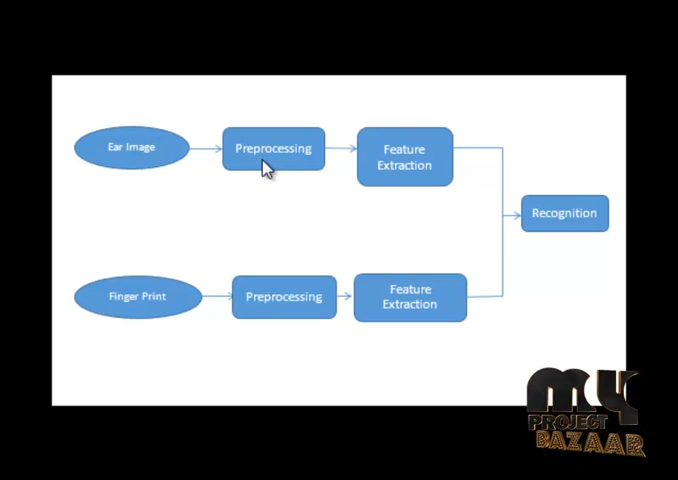 Ear Image
Preprocessing
Feature
Extraction
Recognition
Finger Print
Preprocessing
Feature
Extraction
my
PROJECT
BAZAAR